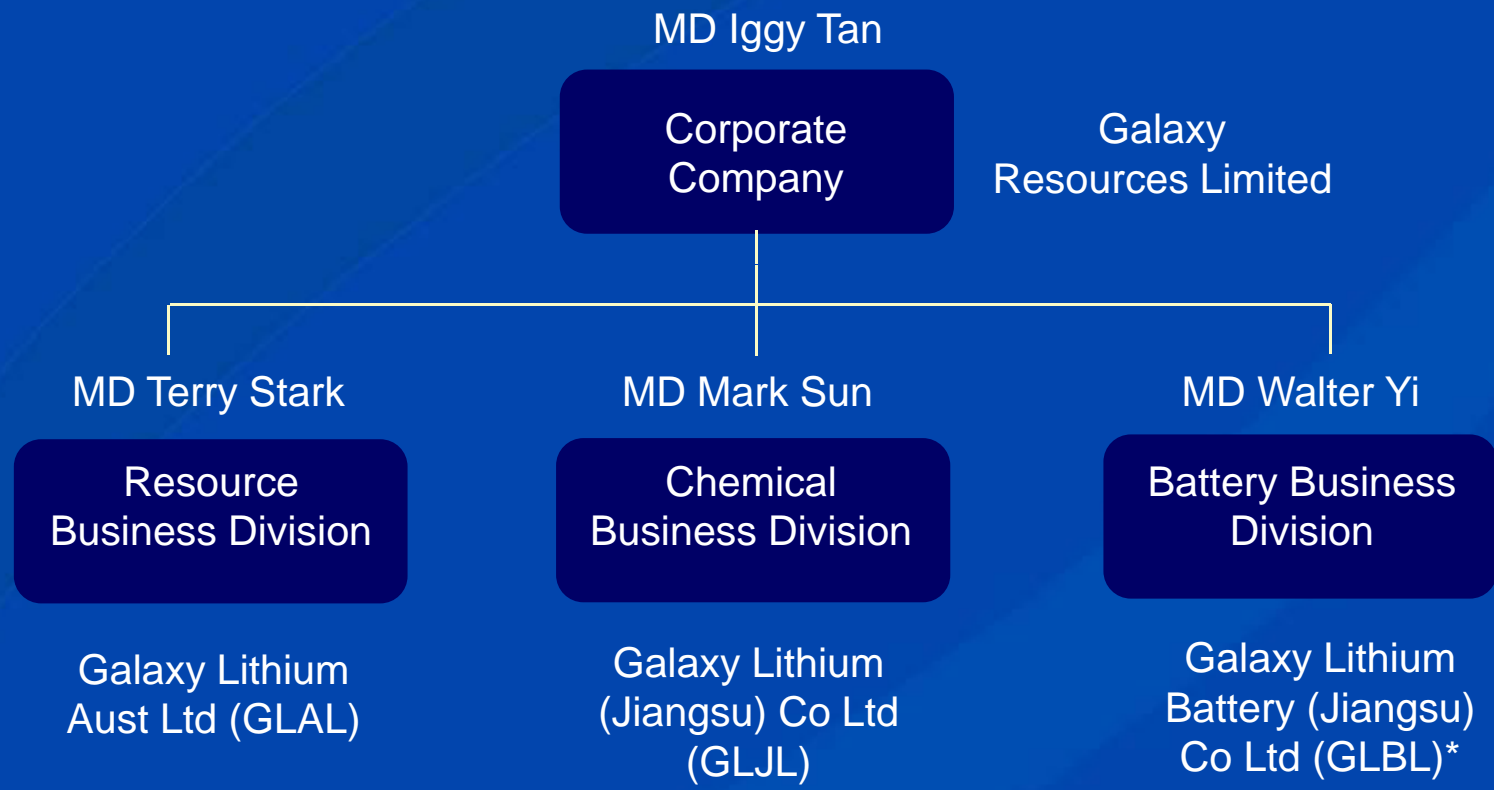 MD Iggy Tan
Corporate
Company
Galaxy
Resources Limited
MD Terry Stark
Resource
Business Division
Galaxy Lithium
Aust Ltd (GLAL)
MD Mark Sun
Chemical
Business Division
Galaxy Lithium
(Jiangsu) Co Ltd
(GLJL)
MD Walter Yi
Battery Business
Division
Galaxy Lithium
Battery (Jiangsu)
Co Ltd (GLBL)*